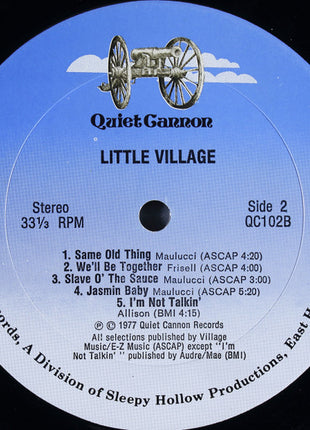 Quiet Cannon
LITTLE VILLAGE
Stereo
33⅓ RPM
Side 2
QC102B
1. Same Old Thing Maulucci (ASCAP 4:20)
2. We'll Be Together Frisell (ASCAP 4:20)
3. Slave O' The Sauce Maulucci (ASCAP 3:00)
4. Jasmin Baby Maulucci (ASCAP 4:20)
5. I'm Not Talkin'
Allison (BMI 4:15)
Ⓟ © 1977 Quiet Cannon Records
All selections published by Village
Music/E-Z Music (ASCAP) except "I'm
Not Talkin' " published by Audre/Mae (BMI)
A Division of Sleepy Hollow Productions, East